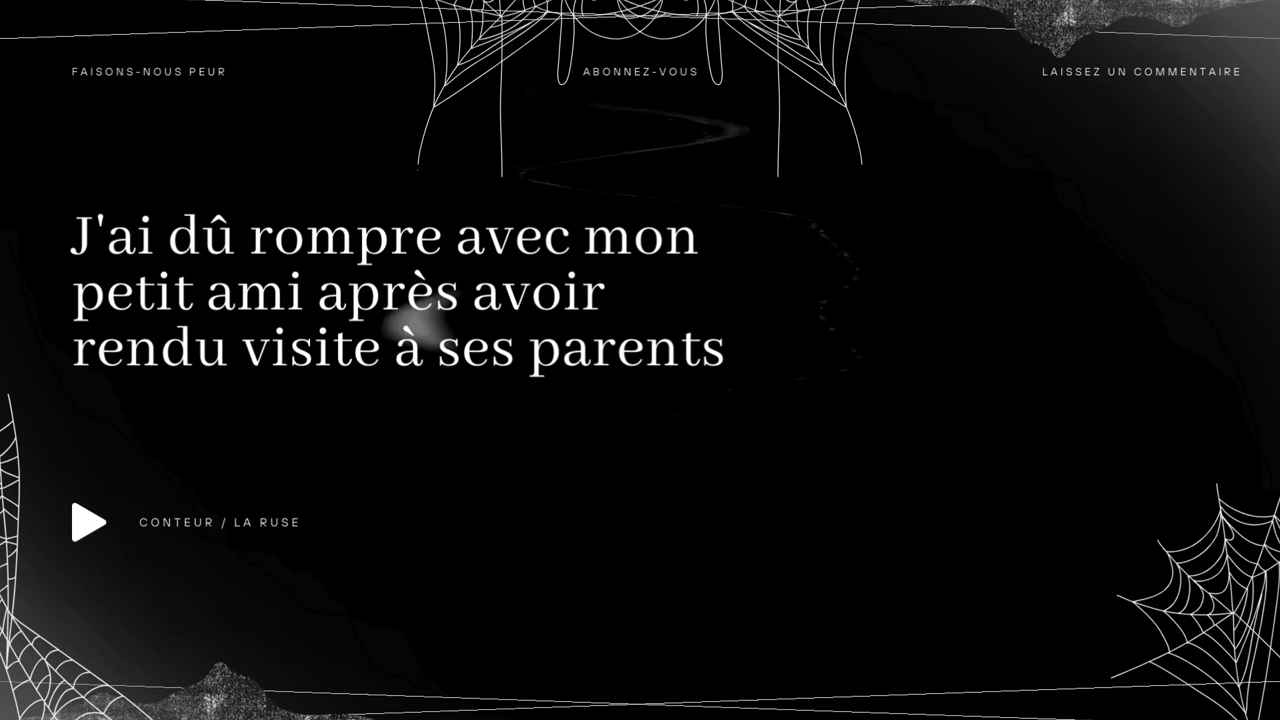 FAISONS-NOUS PEUR
ABONNEZ-VOUS
LAISSEZ UN COMMENTAIRE
J'ai dû rompre avec mon
petit ami après avoir
rendu visite à ses parents
CONTEUR / LA RUSE